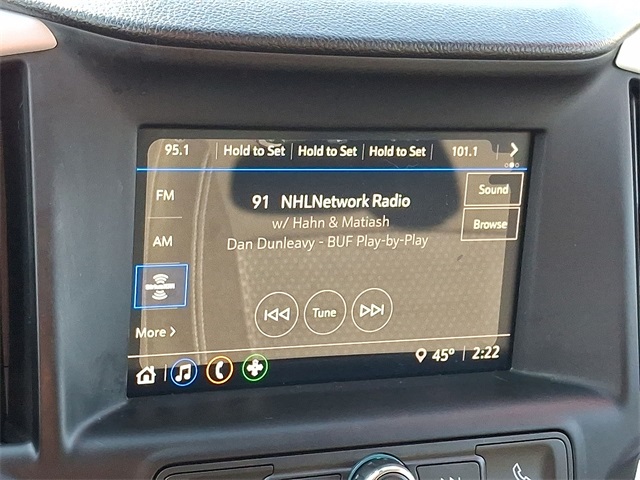 95.1 Hold to Set Hold to Set Hold to Set 101.1
FM
91 NHLNetwork Radio
Sound
w/ Hahn & Matiash
Browse
AM
Dan Dunleavy - BUF Play-by-Play
SiriusXM
Tune
More
45° 2:22